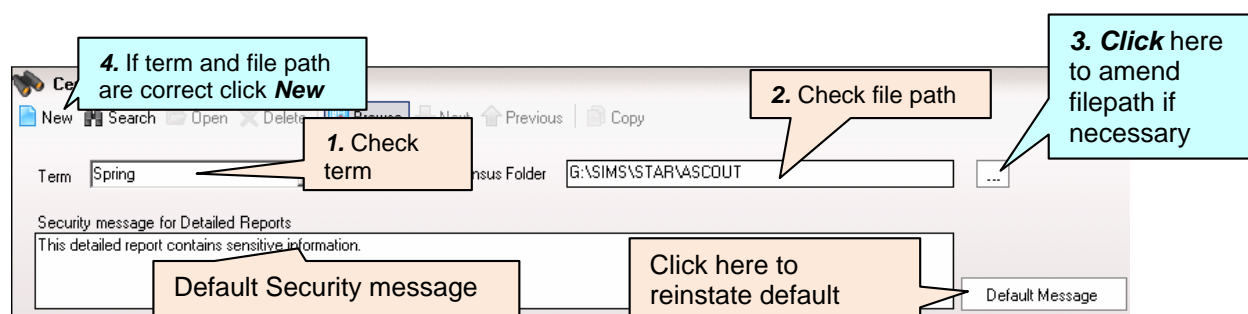 4. If term and file path
are correct click New
3. Click here
to amend
filepath if
necessary
2. Check file path
New Search Open Delete Previous Copy
1. Check
term
Term Spring
Folder G:\SIMS\STAR\ASCOUT ...
Security message for Detailed Reports
This detailed report contains sensitive information.
Default Security message
Click here to
reinstate default
Default Message